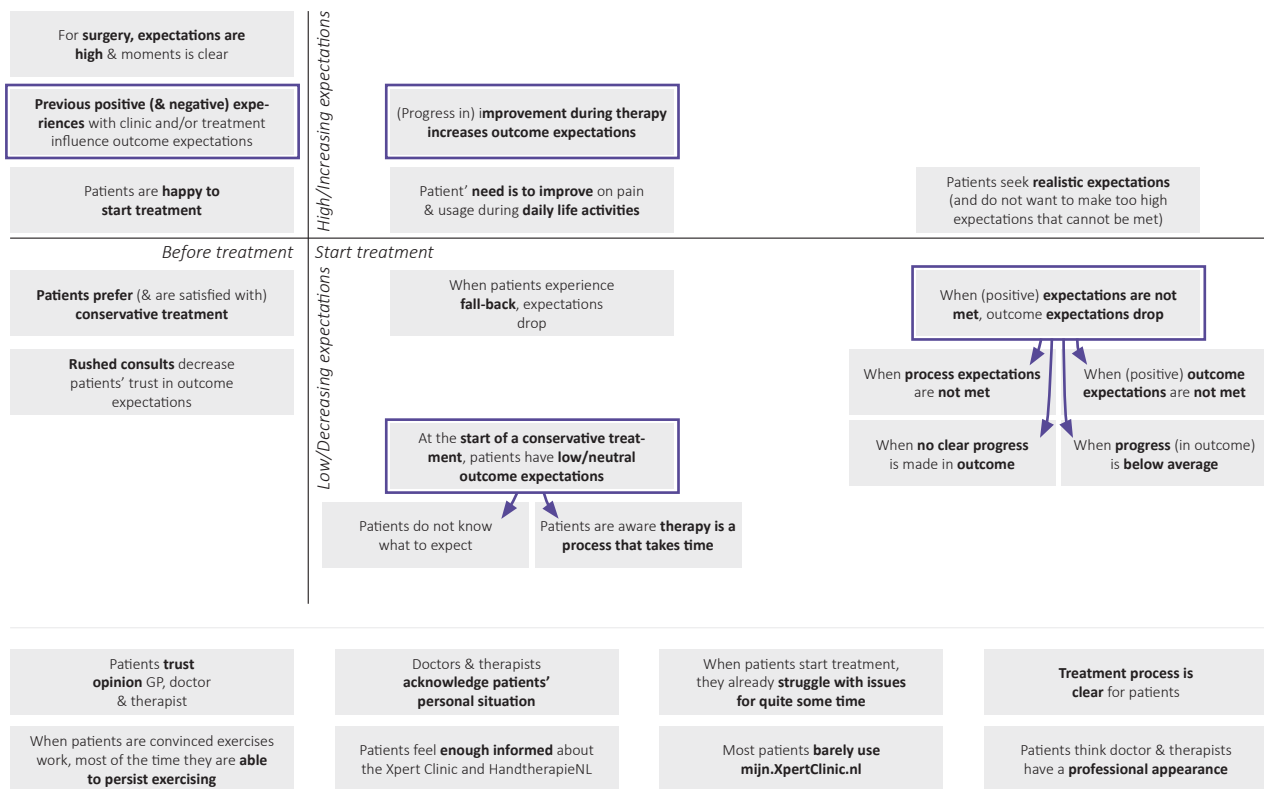 For surgery, expectations are
high & moments is clear
Previous positive (& negative) expe-
riences with clinic and/or treatment
influence outcome expectations
Patients are happy to
start treatment
High/Increasing expectations
(Progress in) improvement during therapy
increases outcome expectations
Patient' need is to improve on pain
& usage during daily life activities
Patients seek realistic expectations
(and do not want to make too high
expectations that cannot be met)
Before treatment
Start treatment
Patients prefer (& are satisfied with)
conservative treatment
Rushed consults decrease
patients' trust in outcome
expectations
Low/Decreasing expectations
When patients experience
fall-back, expectations
drop
At the start of a conservative treat-
ment, patients have low/neutral
outcome expectations
Patients do not know
what to expect
Patients are aware therapy is a
process that takes time
When (positive) expectations are not
met, outcome expectations drop
When process expectations
are not met
When (positive) outcome
expectations are not met
When no clear progress
is made in outcome
When progress (in outcome)
is below average
Patients trust
opinion GP, doctor
& therapist
Doctors & therapists
acknowledge patients'
personal situation
When patients start treatment,
they already struggle with issues
for quite some time
Treatment process is
clear for patients
When patients are convinced exercises
work, most of the time they are able
to persist exercising
Patients feel enough informed about
the Xpert Clinic and HandtherapieNL
Most patients barely use
mijn.XpertClinic.nl
Patients think doctor & therapists
have a professional appearance